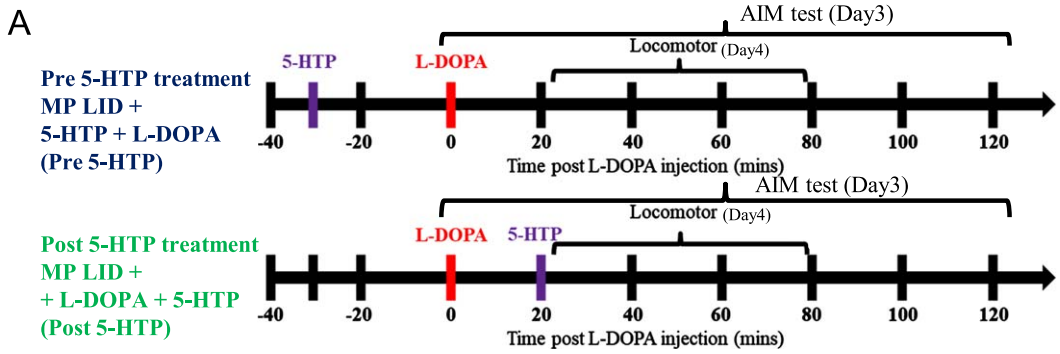 A
AIM test (Day3)
Locomotor (Day4)
5-HTP
L-DOPA
Pre 5-HTP treatment
MP LID +
5-HTP + L-DOPA
(Pre 5-HTP)
-40 -20 0 20 40 60 80 100 120
Time post L-DOPA injection (mins)
AIM test (Day3)
Locomotor (Day4)
L-DOPA
5-HTP
Post 5-HTP treatment
MP LID +
+ L-DOPA + 5-HTP
(Post 5-HTP)
-40 -20 0 20 40 60 80 100 120
Time post L-DOPA injection (mins)